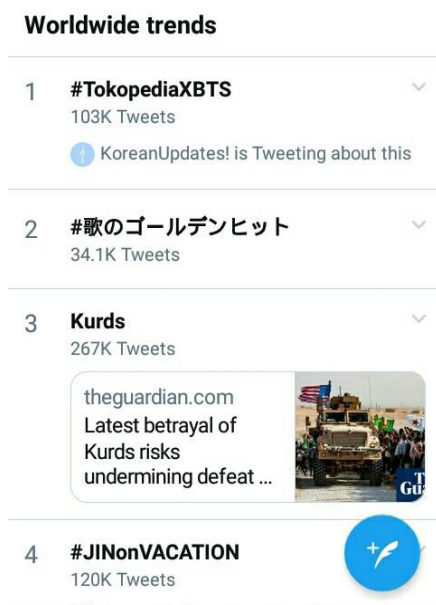 Worldwide trends
1
#TokopediaXBTS
103K Tweets
KoreanUpdates! is Tweeting about this
2
#歌のゴールデンヒット
34.1K Tweets
3
Kurds
267K Tweets
theguardian.com
Latest betrayal of
Kurds risks
undermining defeat ...
4
#JINonVACATION
120K Tweets